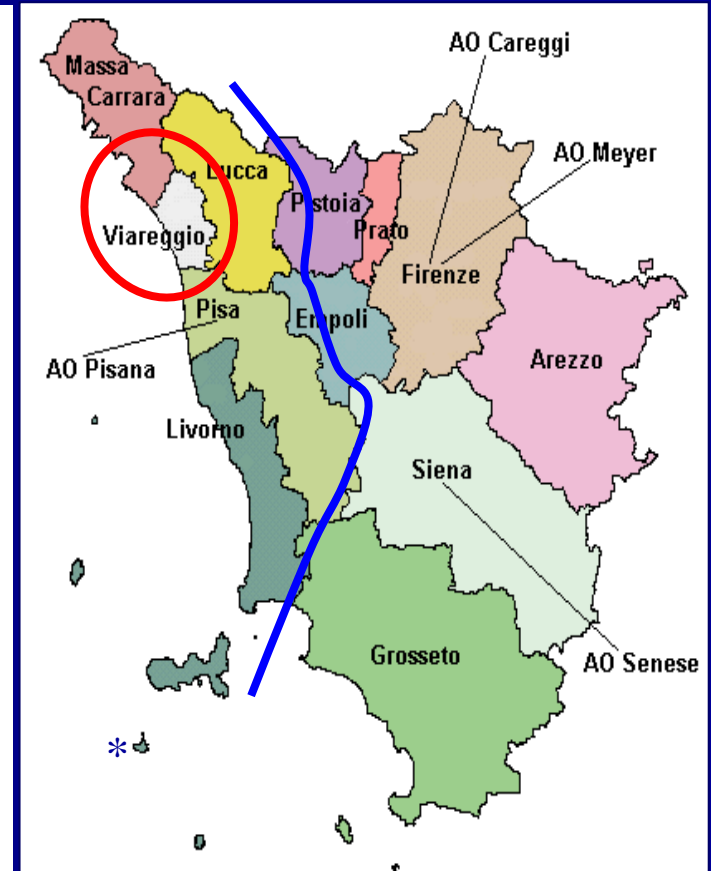 AO Careggi
Massa
Carrara
AO Meyer
Lucca
Pistoia
Prato
Viareggio
Firenze
Pisa
Empoli
AO Pisana
Arezzo
Livorno
Siena
Grosseto
AO Senese
*